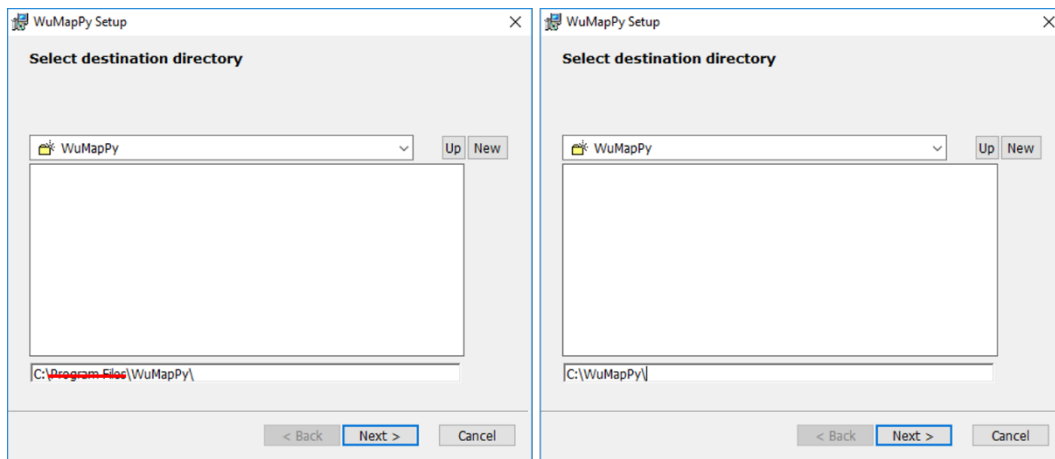 WuMapPy Setup
Select destination directory
WuMapPy
Up New
C:\Program Files\WuMapPy\
< Back Next > Cancel
WuMapPy Setup
Select destination directory
WuMapPy
Up New
C:\WuMapPy\
< Back Next > Cancel